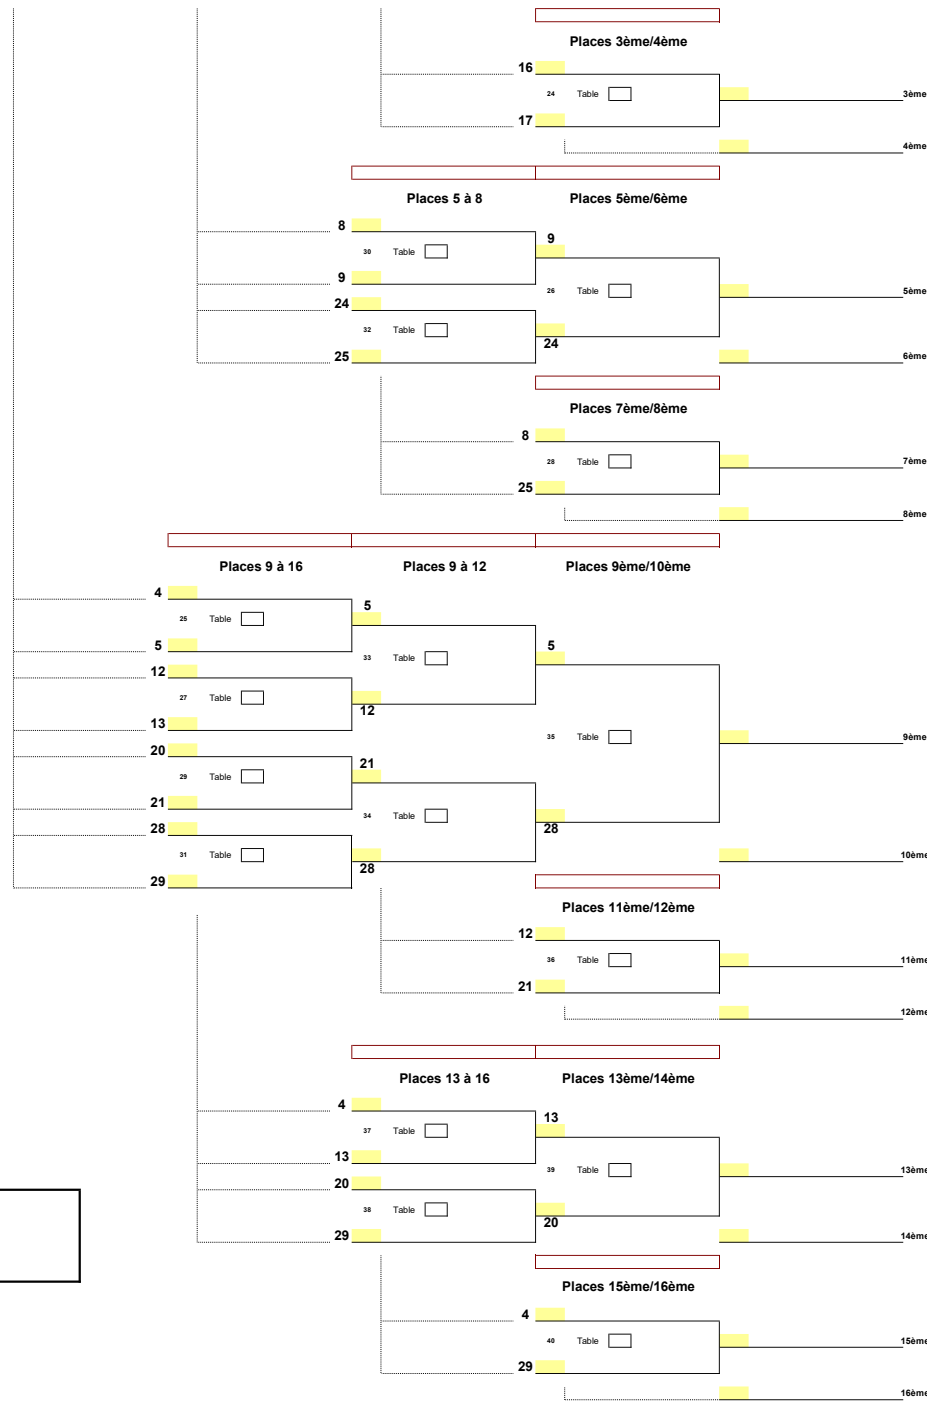 Places 3ème/4ème
16
24 Table
3ème
17
4ème
Places 5 à 8 Places 5ème/6ème
8
9
30 Table
9
26 Table
5ème
24
32 Table
24
25
6ème
Places 7ème/8ème
8
28 Table
7ème
25
8ème
Places 9 à 16 Places 9 à 12 Places 9ème/10ème
4
5
25 Table
5
5
33 Table
12
27 Table
12
13
35 Table
9ème
20
21
29 Table
21
34 Table
28
28
31 Table
10ème
28
29
Places 11ème/12ème
12
36 Table
11ème
21
12ème
Places 13 à 16 Places 13ème/14ème
4
13
37 Table
13
39 Table
13ème
20
38 Table
20
29
14ème
Places 15ème/16ème
4
40 Table
15ème
29
16ème